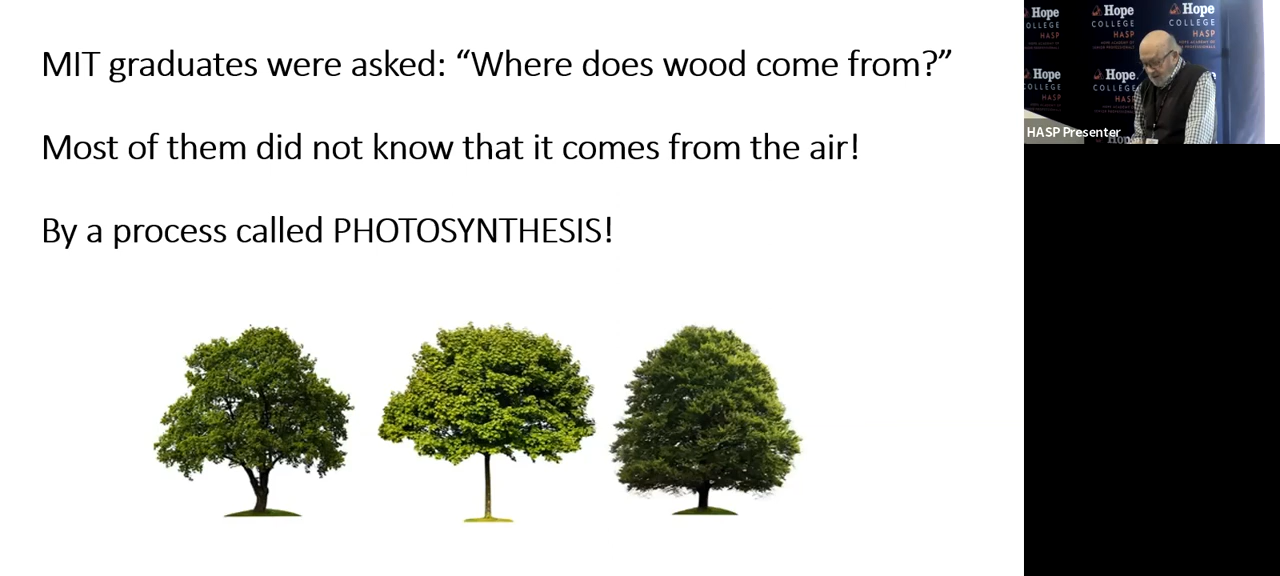 MIT graduates were asked: “Where does wood come from?”
Most of them did not know that it comes from the air!
By a process called PHOTOSYNTHESIS!
Hope
COLLEGE
HASP
Hope
COLLEGE
HASP
Hope
COLLEGE
HASP
Hope
COLLEGE
HASP
Hope
COLLEGE
HASP Presenter